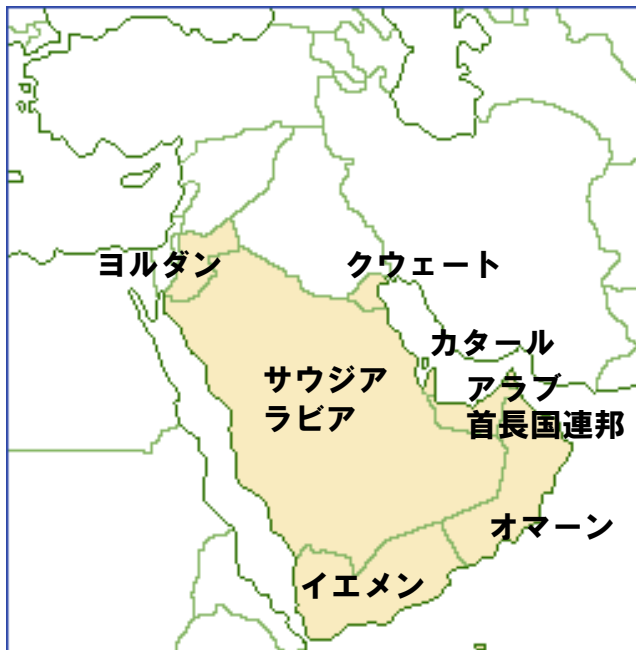 ヨルダン
クウェート
カタール
サウジア
ラビア
アラブ
首長国連邦
オマーン
イエメン